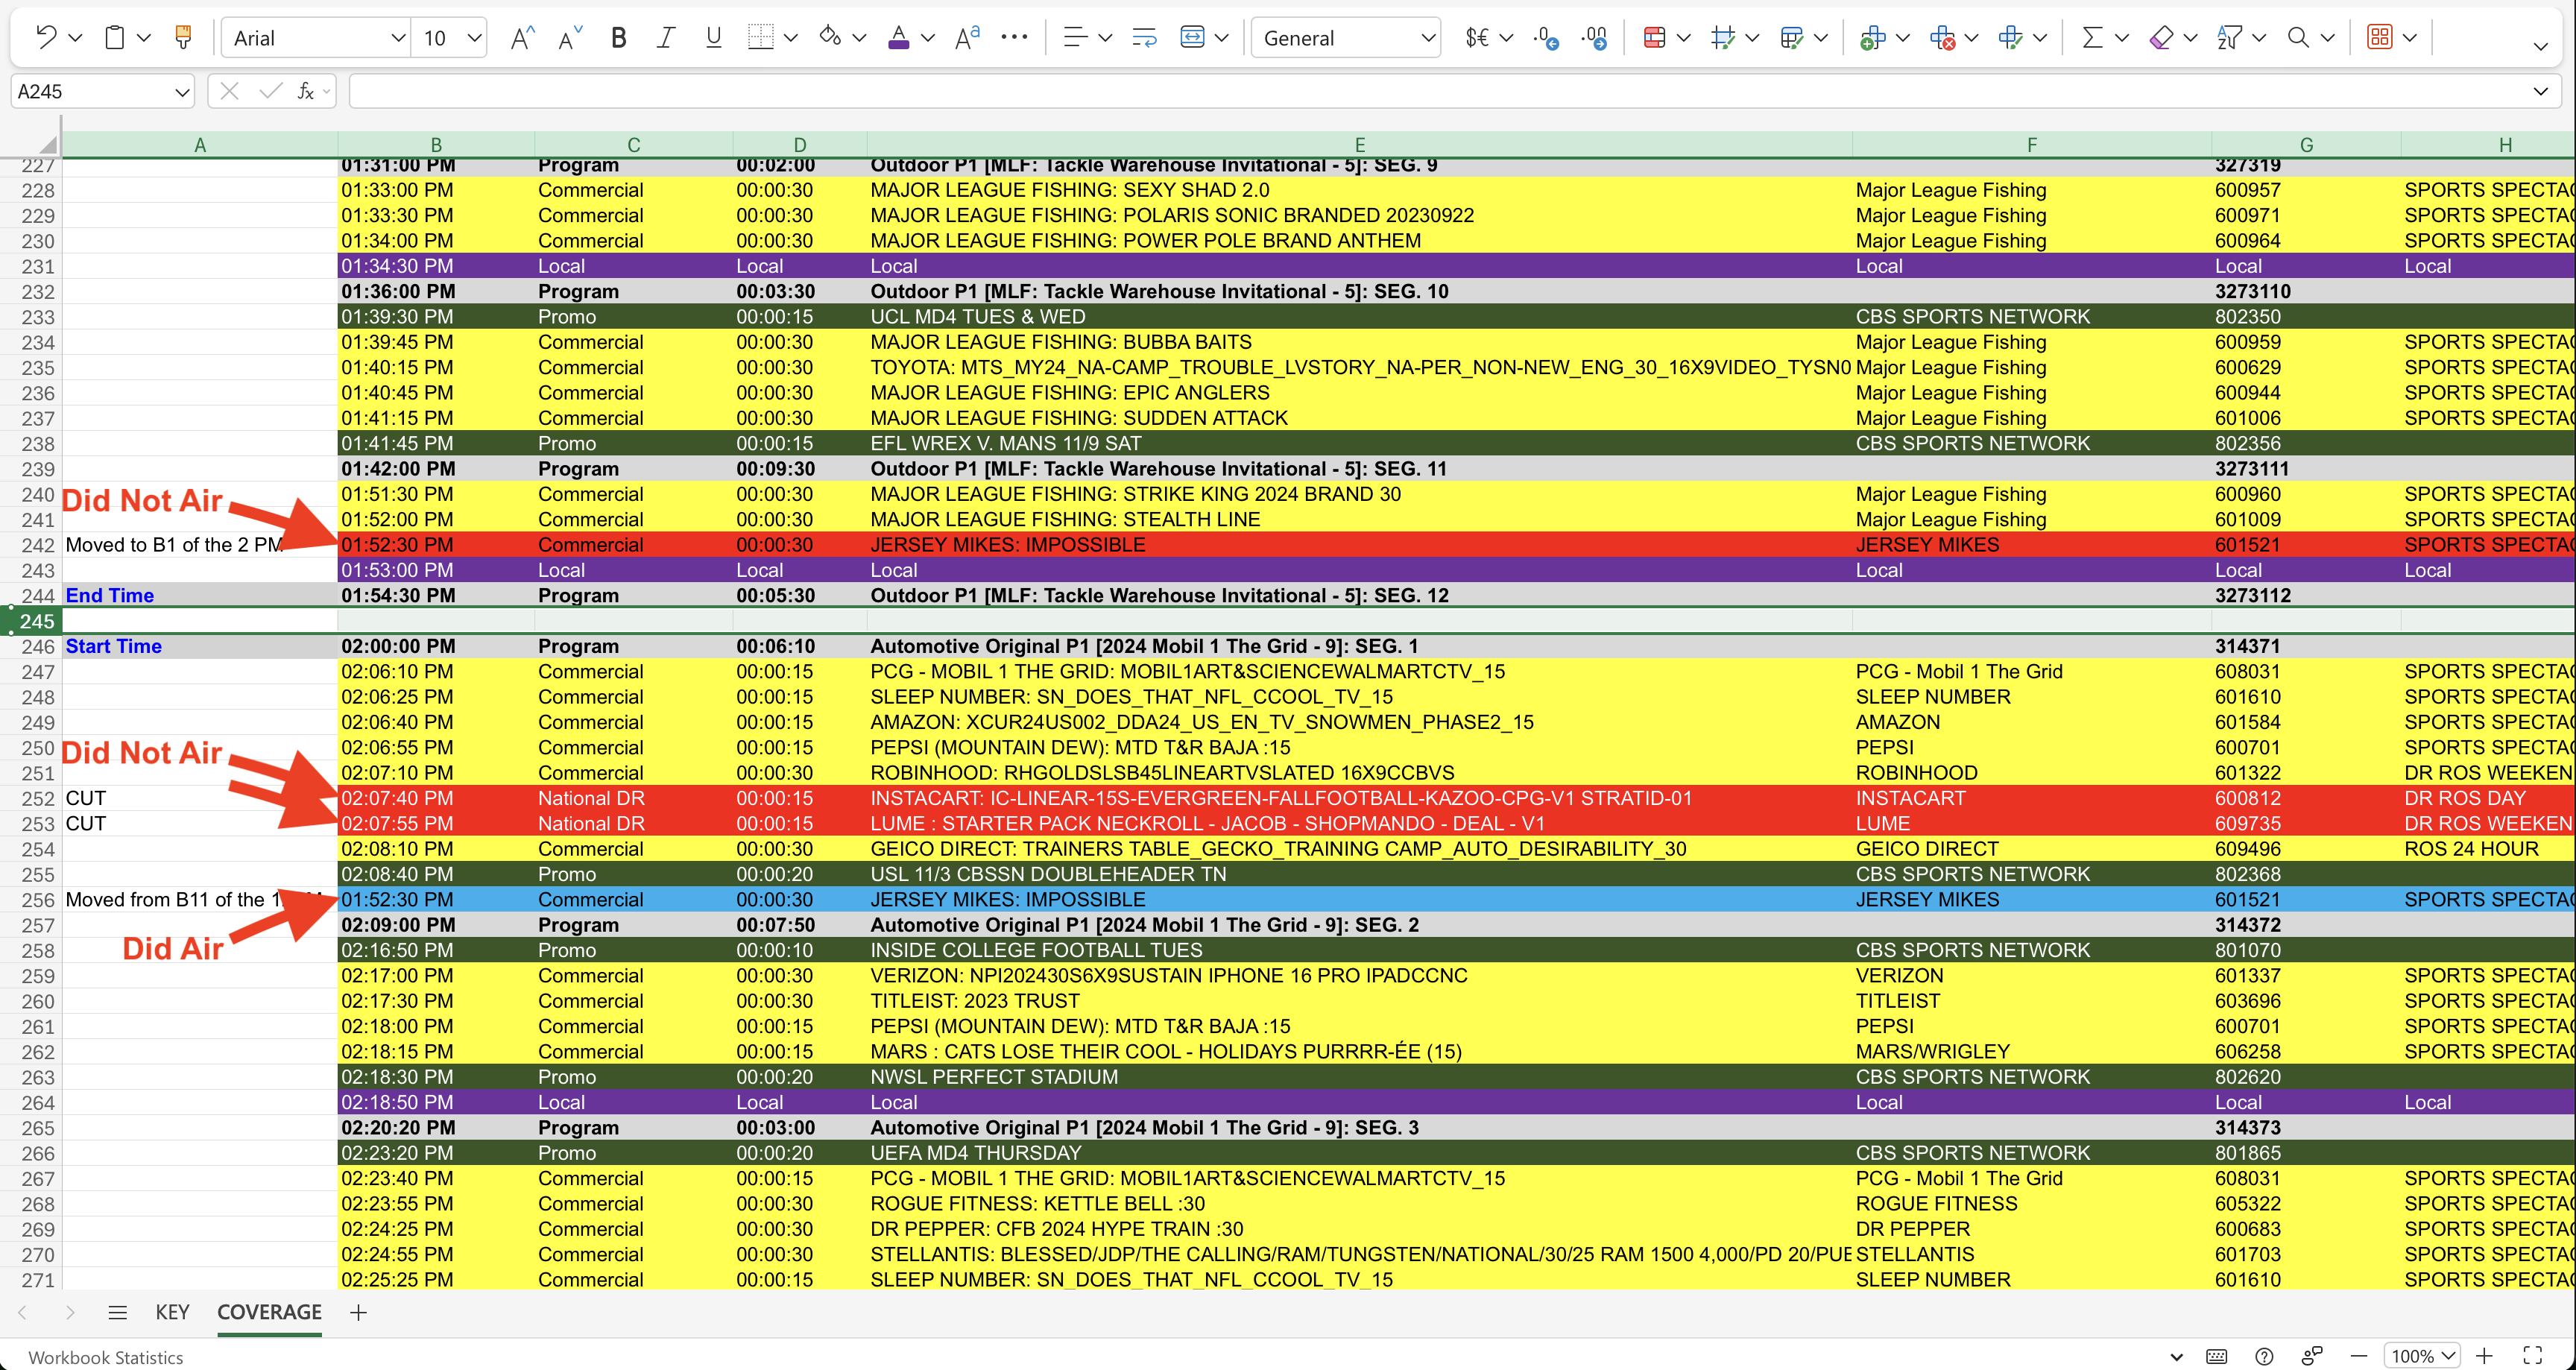 Arial 10 B I U General $€
A245 fx
A B C D E F G H
227 01:31:00 PM Program 00:02:00 Outdoor P1 [MLF: Tackle Warehouse Invitational - 5]: SEG. 9 327319
228 01:33:00 PM Commercial 00:00:30 MAJOR LEAGUE FISHING: SEXY SHAD 2.0 Major League Fishing 600957 SPORTS SPECTAC
229 01:33:30 PM Commercial 00:00:30 MAJOR LEAGUE FISHING: POLARIS SONIC BRANDED 20230922 Major League Fishing 600971 SPORTS SPECTAC
230 01:34:00 PM Commercial 00:00:30 MAJOR LEAGUE FISHING: POWER POLE BRAND ANTHEM Major League Fishing 600964 SPORTS SPECTAC
231 01:34:30 PM Local Local Local Local Local Local
232 01:36:00 PM Program 00:03:30 Outdoor P1 [MLF: Tackle Warehouse Invitational - 5]: SEG. 10 3273110
233 01:39:30 PM Promo 00:00:15 UCL MD4 TUES & WED CBS SPORTS NETWORK 802350
234 01:39:45 PM Commercial 00:00:30 MAJOR LEAGUE FISHING: BUBBA BAITS Major League Fishing 600959 SPORTS SPECTAC
235 01:40:15 PM Commercial 00:00:30 TOYOTA: MTS_MY24_NA-CAMP_TROUBLE_LVSTORY_NA-PER_NON-NEW_ENG_30_16X9VIDEO_TYSN0 Major League Fishing 600629 SPORTS SPECTAC
236 01:40:45 PM Commercial 00:00:30 MAJOR LEAGUE FISHING: EPIC ANGLERS Major League Fishing 600944 SPORTS SPECTAC
237 01:41:15 PM Commercial 00:00:30 MAJOR LEAGUE FISHING: SUDDEN ATTACK Major League Fishing 601006 SPORTS SPECTAC
238 01:41:45 PM Promo 00:00:15 EFL WREX V. MANS 11/9 SAT CBS SPORTS NETWORK 802356
239 01:42:00 PM Program 00:09:30 Outdoor P1 [MLF: Tackle Warehouse Invitational - 5]: SEG. 11 3273111
240 01:51:30 PM Commercial 00:00:30 MAJOR LEAGUE FISHING: STRIKE KING 2024 BRAND 30 Major League Fishing 600960 SPORTS SPECTAC
Did Not Air
241 01:52:00 PM Commercial 00:00:30 MAJOR LEAGUE FISHING: STEALTH LINE Major League Fishing 601009 SPORTS SPECTAC
242 Moved to B1 of the 2 PM 01:52:30 PM Commercial 00:00:30 JERSEY MIKES: IMPOSSIBLE JERSEY MIKES 601521 SPORTS SPECTAC
243 01:53:00 PM Local Local Local Local Local Local
244 End Time 01:54:30 PM Program 00:05:30 Outdoor P1 [MLF: Tackle Warehouse Invitational - 5]: SEG. 12 3273112
245
246 Start Time 02:00:00 PM Program 00:06:10 Automotive Original P1 [2024 Mobil 1 The Grid - 9]: SEG. 1 314371
247 02:06:10 PM Commercial 00:00:15 PCG - MOBIL 1 THE GRID: MOBIL1ART&SCIENCEWALMARTCTV_15 PCG - Mobil 1 The Grid 608031 SPORTS SPECTAC
248 02:06:25 PM Commercial 00:00:15 SLEEP NUMBER: SN_DOES_THAT_NFL_CCOOL_TV_15 SLEEP NUMBER 601610 SPORTS SPECTAC
249 02:06:40 PM Commercial 00:00:15 AMAZON: XCUR24US002_DDA24_US_EN_TV_SNOWMEN_PHASE2_15 AMAZON 601584 SPORTS SPECTAC
250 02:06:55 PM Commercial 00:00:15 PEPSI (MOUNTAIN DEW): MTD T&R BAJA :15 PEPSI 600701 SPORTS SPECTAC
Did Not Air
251 02:07:10 PM Commercial 00:00:30 ROBINHOOD: RHGOLDSLSB45LINEARTVSLATED 16X9CCBVS ROBINHOOD 601322 DR ROS WEEKEN
252 CUT 02:07:40 PM National DR 00:00:15 INSTACART: IC-LINEAR-15S-EVERGREEN-FALLFOOTBALL-KAZOO-CPG-V1 STRATID-01 INSTACART 600812 DR ROS DAY
253 CUT 02:07:55 PM National DR 00:00:15 LUME : STARTER PACK NECKROLL - JACOB - SHOPMANDO - DEAL - V1 LUME 609735 DR ROS WEEKEN
254 02:08:10 PM Commercial 00:00:30 GEICO DIRECT: TRAINERS TABLE_GECKO_TRAINING CAMP_AUTO_DESIRABILITY_30 GEICO DIRECT 609496 ROS 24 HOUR
255 02:08:40 PM Promo 00:00:20 USL 11/3 CBSSN DOUBLEHEADER TN CBS SPORTS NETWORK 802368
256 Moved from B11 of the 1 01:52:30 PM Commercial 00:00:30 JERSEY MIKES: IMPOSSIBLE JERSEY MIKES 601521 SPORTS SPECTAC
257 02:09:00 PM Program 00:07:50 Automotive Original P1 [2024 Mobil 1 The Grid - 9]: SEG. 2 314372
Did Air
258 02:16:50 PM Promo 00:00:10 INSIDE COLLEGE FOOTBALL TUES CBS SPORTS NETWORK 801070
259 02:17:00 PM Commercial 00:00:30 VERIZON: NPI202430S6X9SUSTAIN IPHONE 16 PRO IPADCCNC VERIZON 601337 SPORTS SPECTAC
260 02:17:30 PM Commercial 00:00:30 TITLEIST: 2023 TRUST TITLEIST 603696 SPORTS SPECTAC
261 02:18:00 PM Commercial 00:00:15 PEPSI (MOUNTAIN DEW): MTD T&R BAJA :15 PEPSI 600701 SPORTS SPECTAC
262 02:18:15 PM Commercial 00:00:15 MARS : CATS LOSE THEIR COOL - HOLIDAYS PURRRR-ÉE (15) MARS/WRIGLEY 606258 SPORTS SPECTAC
263 02:18:30 PM Promo 00:00:20 NWSL PERFECT STADIUM CBS SPORTS NETWORK 802620
264 02:18:50 PM Local Local Local Local Local Local
265 02:20:20 PM Program 00:03:00 Automotive Original P1 [2024 Mobil 1 The Grid - 9]: SEG. 3 314373
266 02:23:20 PM Promo 00:00:20 UEFA MD4 THURSDAY CBS SPORTS NETWORK 801865
267 02:23:40 PM Commercial 00:00:15 PCG - MOBIL 1 THE GRID: MOBIL1ART&SCIENCEWALMARTCTV_15 PCG - Mobil 1 The Grid 608031 SPORTS SPECTAC
268 02:23:55 PM Commercial 00:00:30 ROGUE FITNESS: KETTLE BELL :30 ROGUE FITNESS 605322 SPORTS SPECTAC
269 02:24:25 PM Commercial 00:00:30 DR PEPPER: CFB 2024 HYPE TRAIN :30 DR PEPPER 600683 SPORTS SPECTAC
270 02:24:55 PM Commercial 00:00:30 STELLANTIS: BLESSED/JDP/THE CALLING/RAM/TUNGSTEN/NATIONAL/30/25 RAM 1500 4,000/PD 20/PUE STELLANTIS 601703 SPORTS SPECTAC
271 02:25:25 PM Commercial 00:00:15 SLEEP NUMBER: SN_DOES_THAT_NFL_CCOOL_TV_15 SLEEP NUMBER 601610 SPORTS SPECTAC
KEY COVERAGE
Workbook Statistics 100%